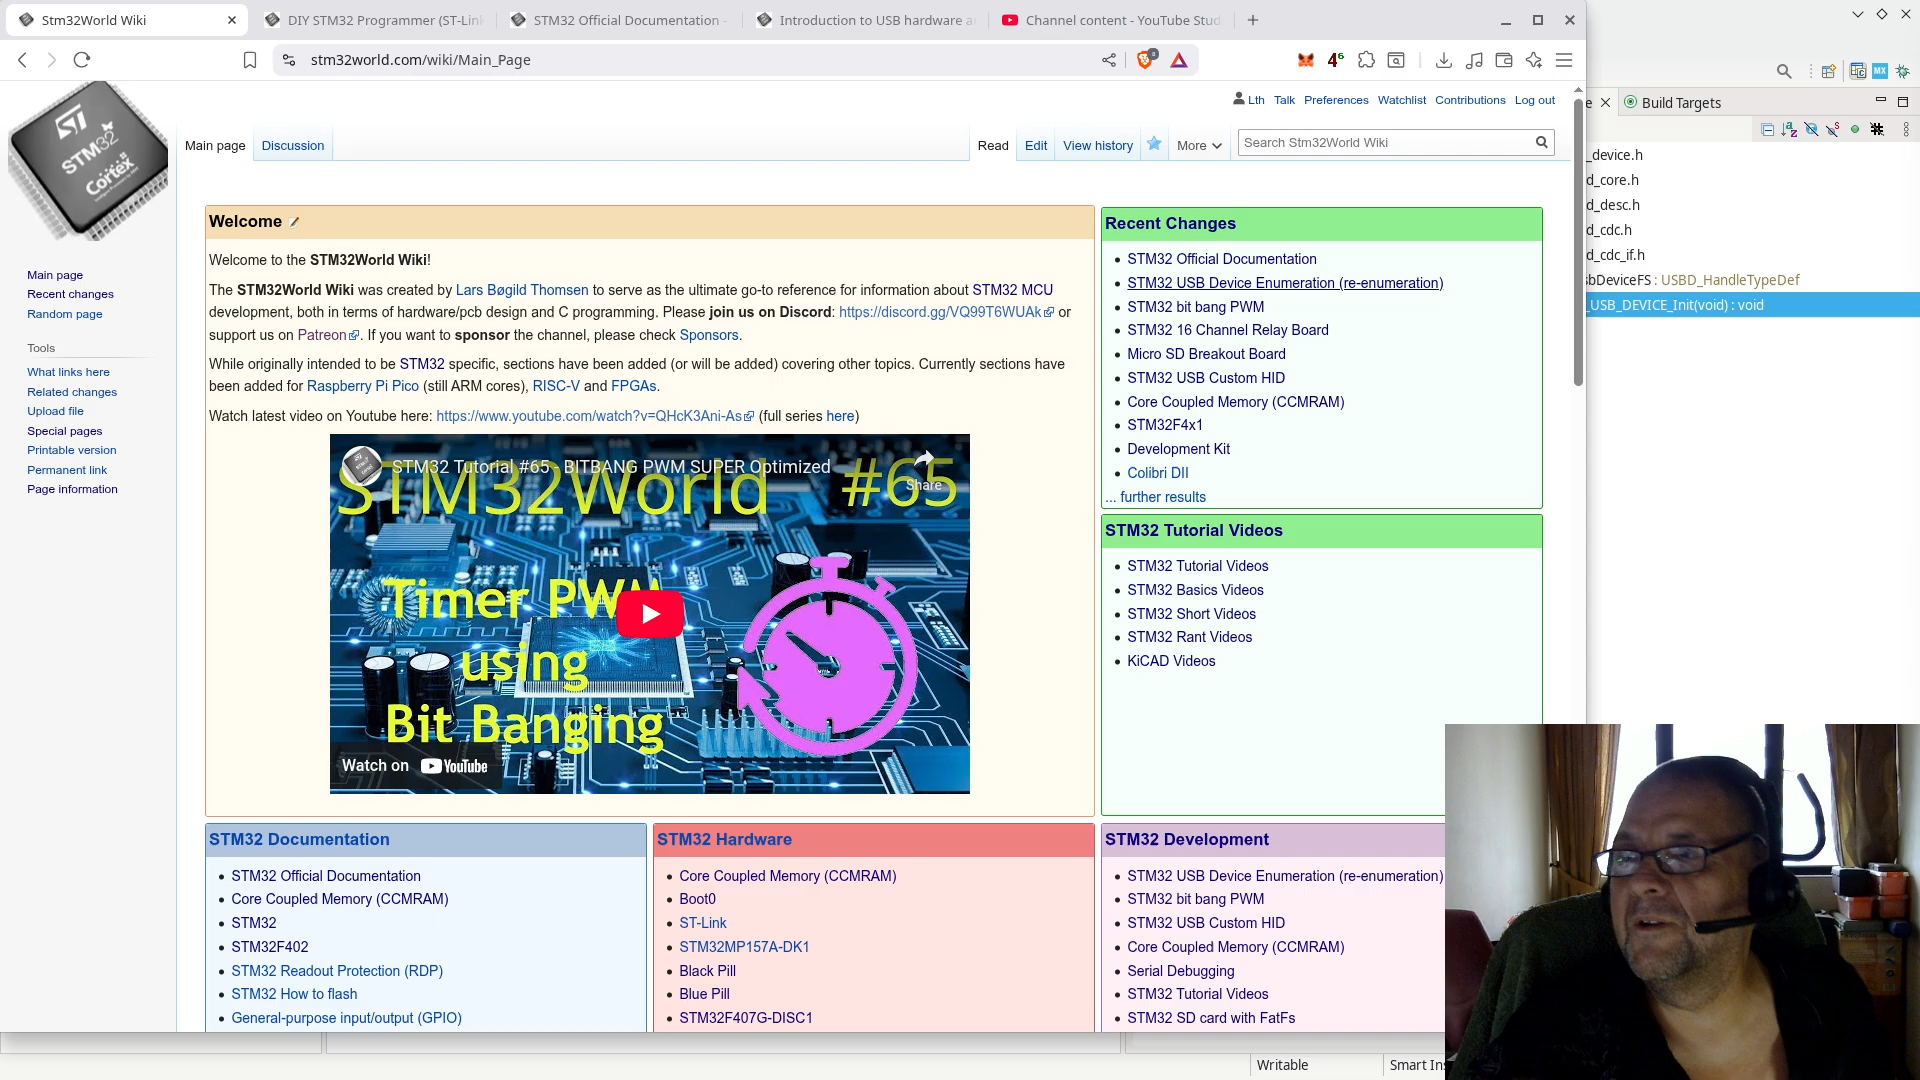 Stm32World Wiki
DIY STM32 Programmer (ST-Link
STM32 Official Documentation -
Introduction to USB hardware a
Channel content - YouTube Stud
stm32world.com/wiki/Main_Page
Lth Talk Preferences Watchlist Contributions Log out
Main page Discussion Read Edit View history More Search Stm32World Wiki
ST
STM32
Cortex
Main page
Recent changes
Random page
Tools
What links here
Related changes
Upload file
Special pages
Printable version
Permanent link
Page information
Welcome
Welcome to the STM32World Wiki!
The STM32World Wiki was created by Lars Bøgild Thomsen to serve as the ultimate go-to reference for information about STM32 MCU
development, both in terms of hardware/pcb design and C programming. Please join us on Discord: https://discord.gg/VQ99T6WUAk or
support us on Patreon. If you want to sponsor the channel, please check Sponsors.
While originally intended to be STM32 specific, sections have been added (or will be added) covering other topics. Currently sections have
been added for Raspberry Pi Pico (still ARM cores), RISC-V and FPGAs.
Watch latest video on Youtube here: https://www.youtube.com/watch?v=QHcK3Ani-As (full series here)
STM32 Tutorial #65 - BITBANG PWM SUPER Optimized
Share
STM32World #65
Timer PWM
using
Bit Banging
Watch on YouTube
Recent Changes
STM32 Official Documentation
STM32 USB Device Enumeration (re-enumeration)
STM32 bit bang PWM
STM32 16 Channel Relay Board
Micro SD Breakout Board
STM32 USB Custom HID
Core Coupled Memory (CCMRAM)
STM32F4x1
Development Kit
Colibri DII
... further results
STM32 Tutorial Videos
STM32 Tutorial Videos
STM32 Basics Videos
STM32 Short Videos
STM32 Rant Videos
KiCAD Videos
STM32 Documentation
STM32 Official Documentation
Core Coupled Memory (CCMRAM)
STM32
STM32F402
STM32 Readout Protection (RDP)
STM32 How to flash
General-purpose input/output (GPIO)
STM32 Hardware
Core Coupled Memory (CCMRAM)
Boot0
ST-Link
STM32MP157A-DK1
Black Pill
Blue Pill
STM32F407G-DISC1
STM32 Development
STM32 USB Device Enumeration (re-enumeration)
STM32 bit bang PWM
STM32 USB Custom HID
Core Coupled Memory (CCMRAM)
Serial Debugging
STM32 Tutorial Videos
STM32 SD card with FatFs
MX
e Build Targets
_device.h
d_core.h
d_desc.h
d_cdc.h
d_cdc_if.h
sbDeviceFS : USBD_HandleTypeDef
_USB_DEVICE_Init(void) : void
Writable Smart Ins